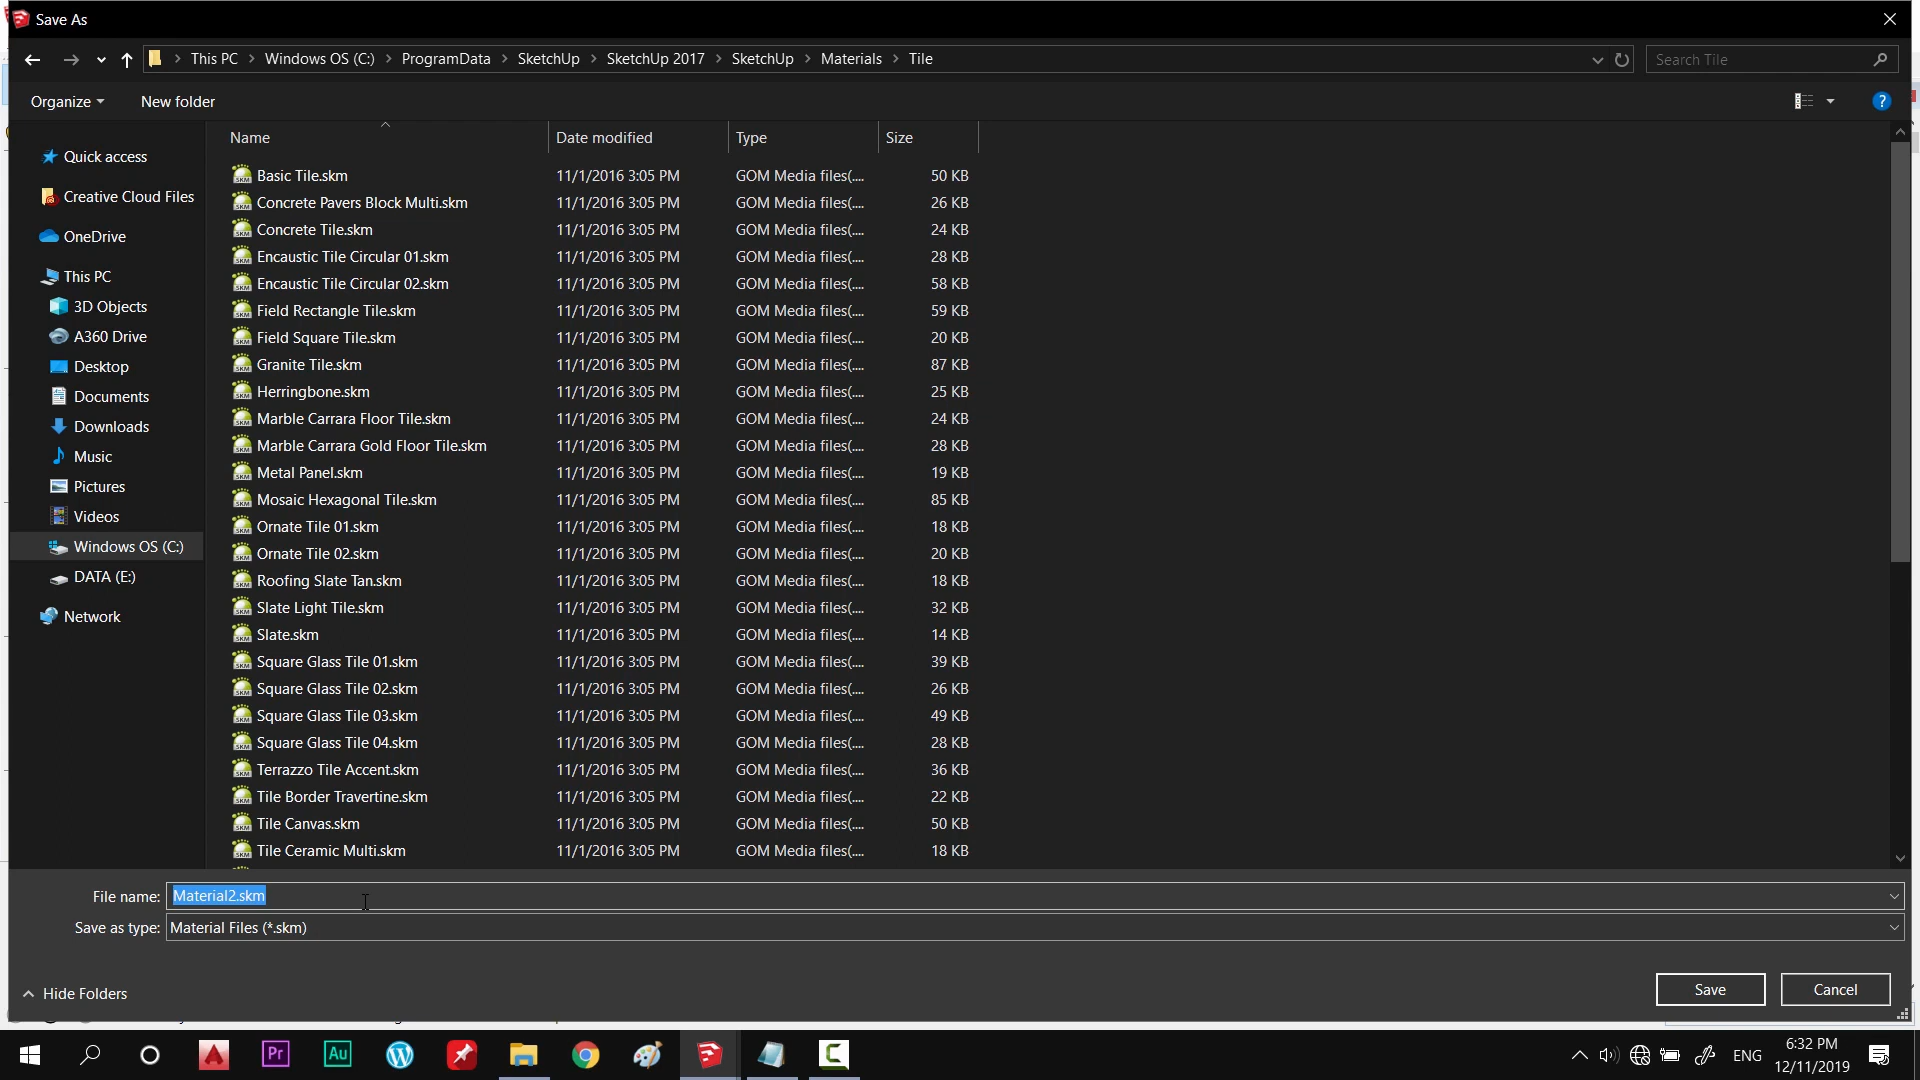 Save As
This PC > Windows OS (C:) > ProgramData > SketchUp > SketchUp 2017 > SketchUp > Materials > Tile
Search Tile
Organize
New folder
?
Name Date modified Type Size
Quick access
Creative Cloud Files
OneDrive
This PC
3D Objects
A360 Drive
Desktop
Documents
Downloads
Music
Pictures
Videos
Windows OS (C:)
DATA (E:)
Network
Basic Tile.skm 11/1/2016 3:05 PM GOM Media files(.... 50 KB
Concrete Pavers Block Multi.skm 11/1/2016 3:05 PM GOM Media files(.... 26 KB
Concrete Tile.skm 11/1/2016 3:05 PM GOM Media files(.... 24 KB
Encaustic Tile Circular 01.skm 11/1/2016 3:05 PM GOM Media files(.... 28 KB
Encaustic Tile Circular 02.skm 11/1/2016 3:05 PM GOM Media files(.... 58 KB
Field Rectangle Tile.skm 11/1/2016 3:05 PM GOM Media files(.... 59 KB
Field Square Tile.skm 11/1/2016 3:05 PM GOM Media files(.... 20 KB
Granite Tile.skm 11/1/2016 3:05 PM GOM Media files(.... 87 KB
Herringbone.skm 11/1/2016 3:05 PM GOM Media files(.... 25 KB
Marble Carrara Floor Tile.skm 11/1/2016 3:05 PM GOM Media files(.... 24 KB
Marble Carrara Gold Floor Tile.skm 11/1/2016 3:05 PM GOM Media files(.... 28 KB
Metal Panel.skm 11/1/2016 3:05 PM GOM Media files(.... 19 KB
Mosaic Hexagonal Tile.skm 11/1/2016 3:05 PM GOM Media files(.... 85 KB
Ornate Tile 01.skm 11/1/2016 3:05 PM GOM Media files(.... 18 KB
Ornate Tile 02.skm 11/1/2016 3:05 PM GOM Media files(.... 20 KB
Roofing Slate Tan.skm 11/1/2016 3:05 PM GOM Media files(.... 18 KB
Slate Light Tile.skm 11/1/2016 3:05 PM GOM Media files(.... 32 KB
Slate.skm 11/1/2016 3:05 PM GOM Media files(.... 14 KB
Square Glass Tile 01.skm 11/1/2016 3:05 PM GOM Media files(.... 39 KB
Square Glass Tile 02.skm 11/1/2016 3:05 PM GOM Media files(.... 26 KB
Square Glass Tile 03.skm 11/1/2016 3:05 PM GOM Media files(.... 49 KB
Square Glass Tile 04.skm 11/1/2016 3:05 PM GOM Media files(.... 28 KB
Terrazzo Tile Accent.skm 11/1/2016 3:05 PM GOM Media files(.... 36 KB
Tile Border Travertine.skm 11/1/2016 3:05 PM GOM Media files(.... 22 KB
Tile Canvas.skm 11/1/2016 3:05 PM GOM Media files(.... 50 KB
Tile Ceramic Multi.skm 11/1/2016 3:05 PM GOM Media files(.... 18 KB
File name: Material2.skm
Save as type: Material Files (*.skm)
Hide Folders
Save
Cancel
Pr
Au
ENG
6:32 PM
12/11/2019